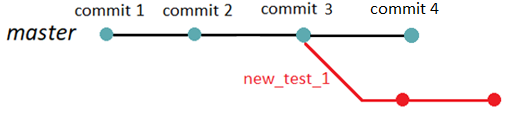 commit 1 commit 2 commit 3 commit 4
master
new_test_1